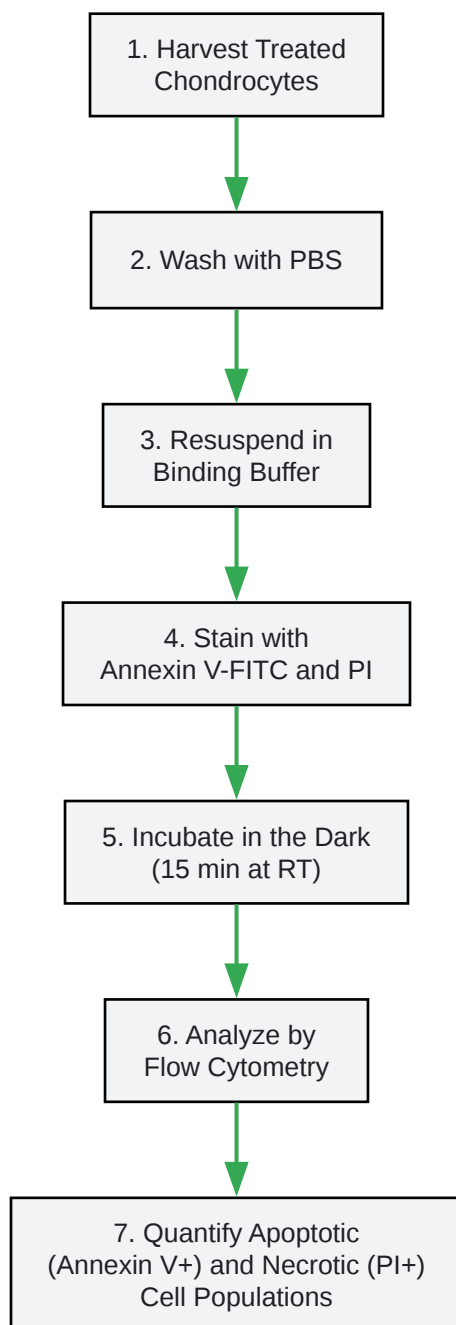 1. Harvest Treated
Chondrocytes
2. Wash with PBS
3. Resuspend in
Binding Buffer
4. Stain with
Annexin V-FITC and PI
5. Incubate in the Dark
(15 min at RT)
6. Analyze by
Flow Cytometry
7. Quantify Apoptotic
(Annexin V+) and Necrotic (PI+)
Cell Populations